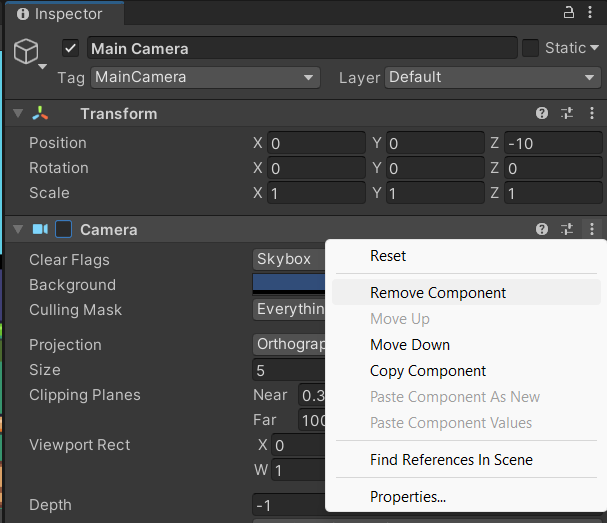 Inspector
Main Camera
Static
Tag MainCamera Layer Default
Transform
Position X 0 Y 0 Z -10
Rotation X 0 Y 0 Z 0
Scale X 1 Y 1 Z 1
Camera
Clear Flags Skybox
Background
Culling Mask Everythin
Projection Orthograp
Size 5
Clipping Planes Near 0.3
Far 100
Viewport Rect X 0
W 1
Depth -1
Reset
Remove Component
Move Up
Move Down
Copy Component
Paste Component As New
Paste Component Values
Find References In Scene
Properties...